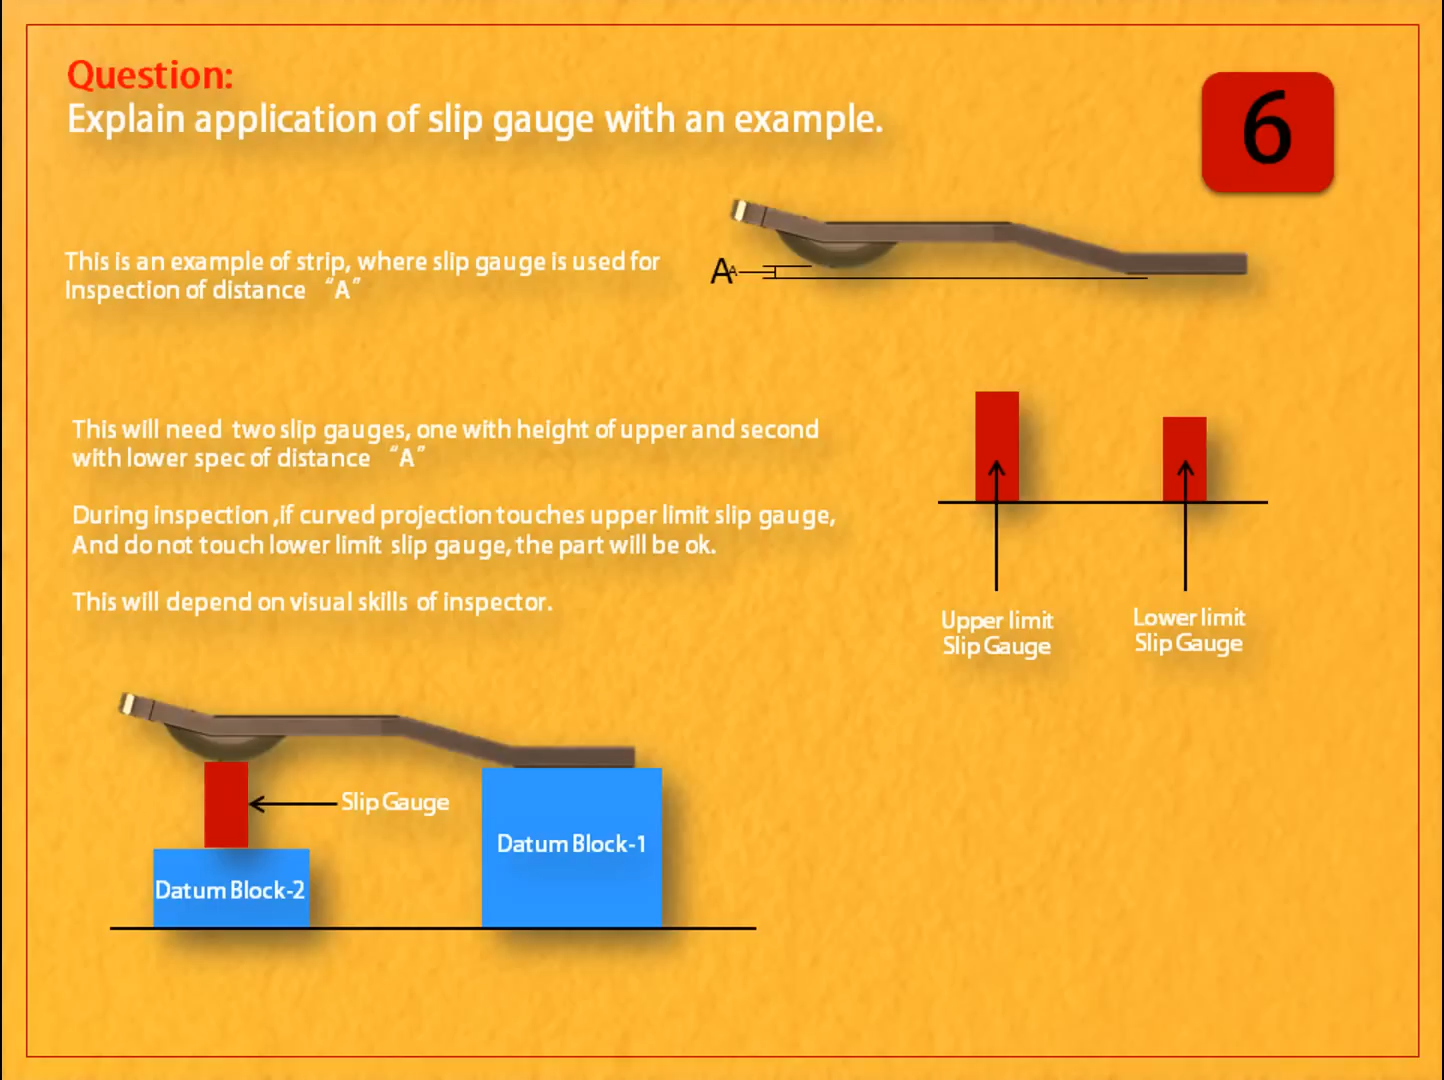 Question:
Explain application of slip gauge with an example.
6
This is an example of strip, where slip gauge is used for
Inspection of distance “A”
A
A
This will need two slip gauges, one with height of upper and second
with lower spec of distance “A”
During inspection ,if curved projection touches upper limit slip gauge,
And do not touch lower limit slip gauge, the part will be ok.
This will depend on visual skills of inspector.
Upper limit
Slip Gauge
Lower limit
Slip Gauge
Slip Gauge
Datum Block-1
Datum Block-2